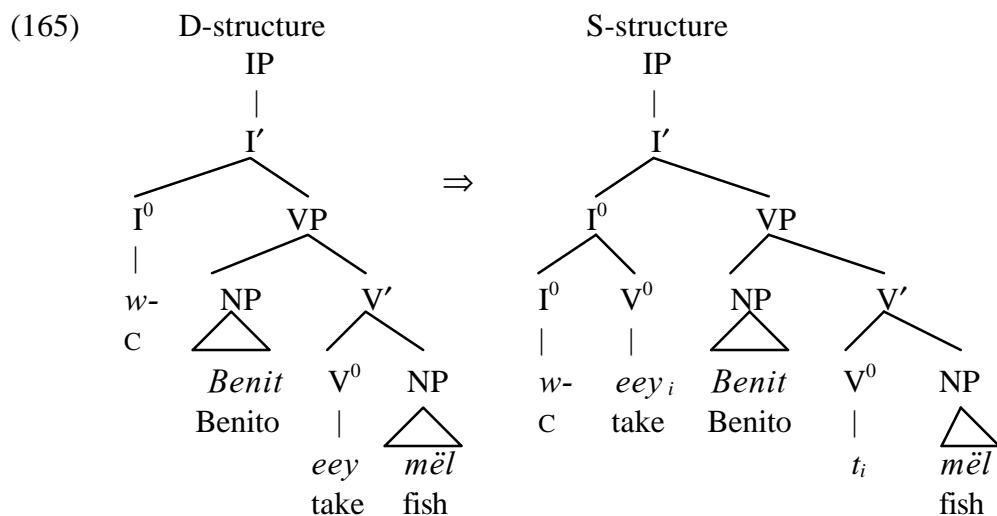 (165) D-structure S-structure
IP IP
I′ ⇒ I′
I⁰ VP I⁰ VP
w- NP V′ I⁰ V⁰ NP V′
C
Benit V⁰ NP w- eey i Benit V⁰ NP
Benito C take Benito
eey mël tᵢ mël
take fish fish